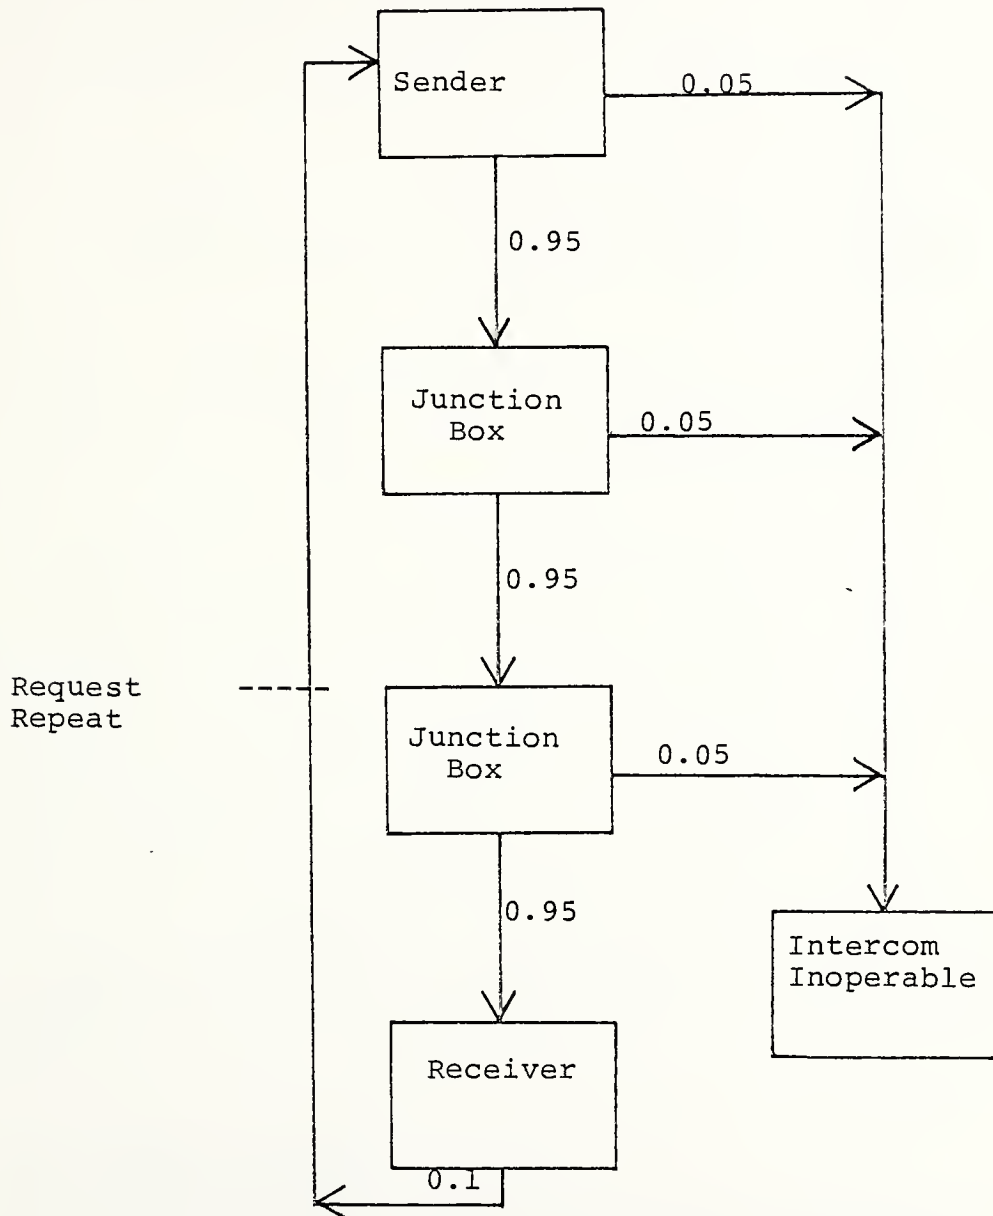 Sender
0.05
0.95
Junction
Box
0.05
0.95
Request
Repeat
Junction
Box
0.05
0.95
Intercom
Inoperable
Receiver
0.1